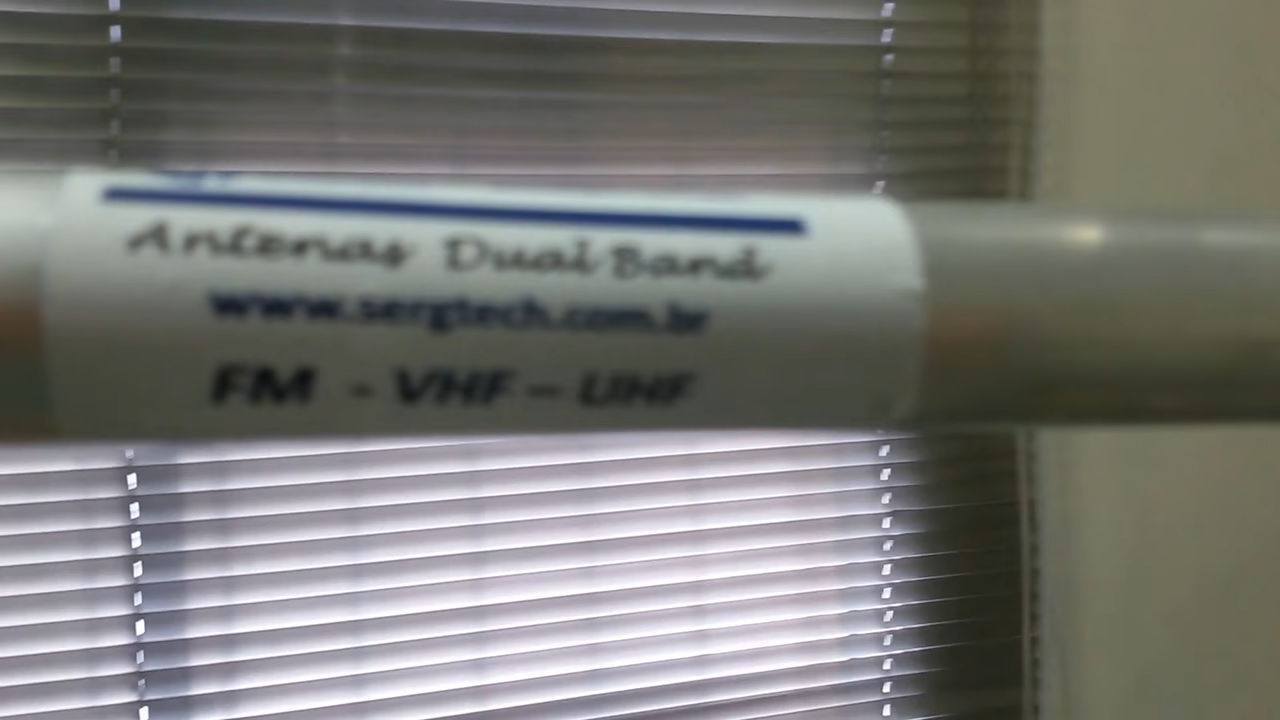 Antenas Dual Band
www.sergtech.com.br
FM - VHF – UHF